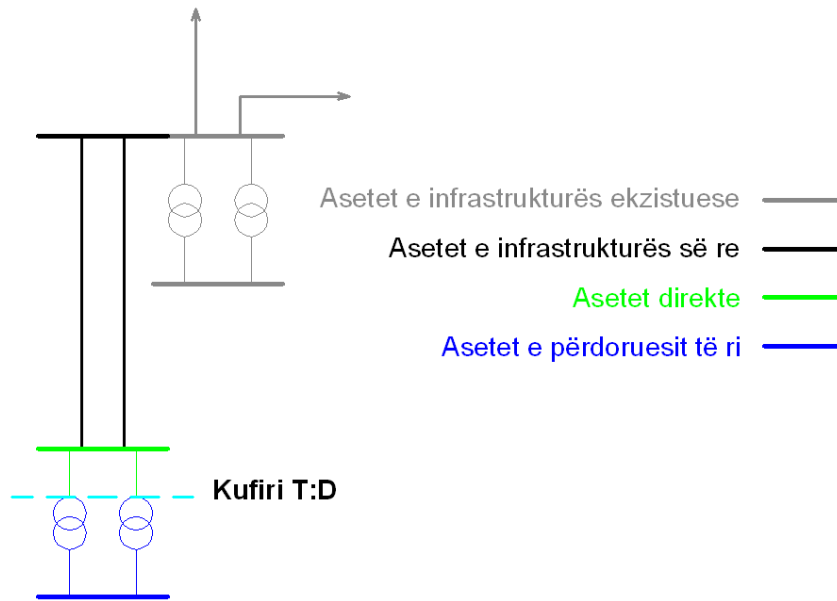 Asetet e infrastrukturës ekzistuese
Asetet e infrastrukturës së re
Asetet direkte
Asetet e përdoruesit të ri
Kufiri T:D